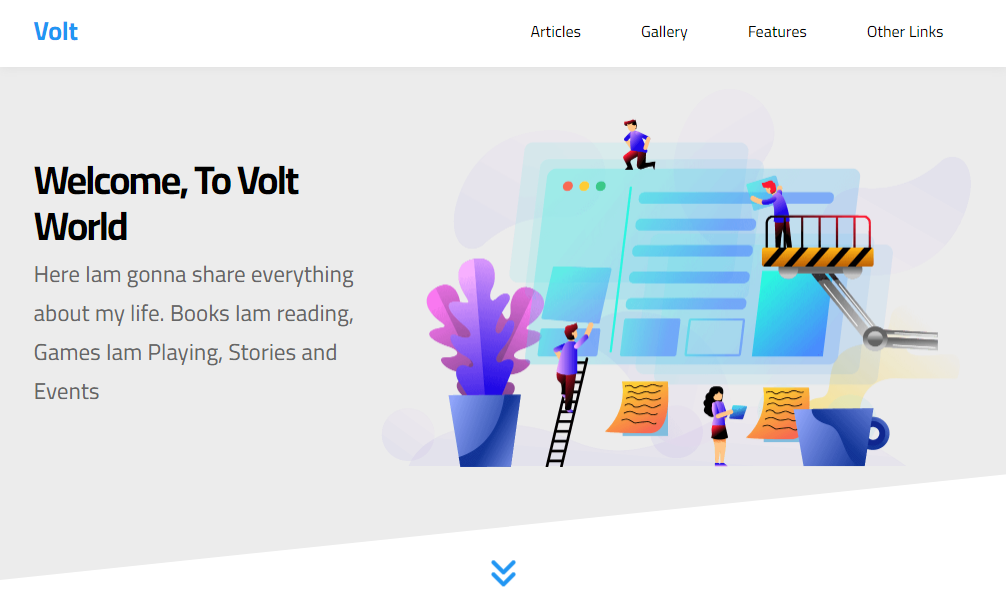 Volt
Articles Gallery Features Other Links
Welcome, To Volt
World
Here Iam gonna share everything
about my life. Books Iam reading,
Games Iam Playing, Stories and
Events